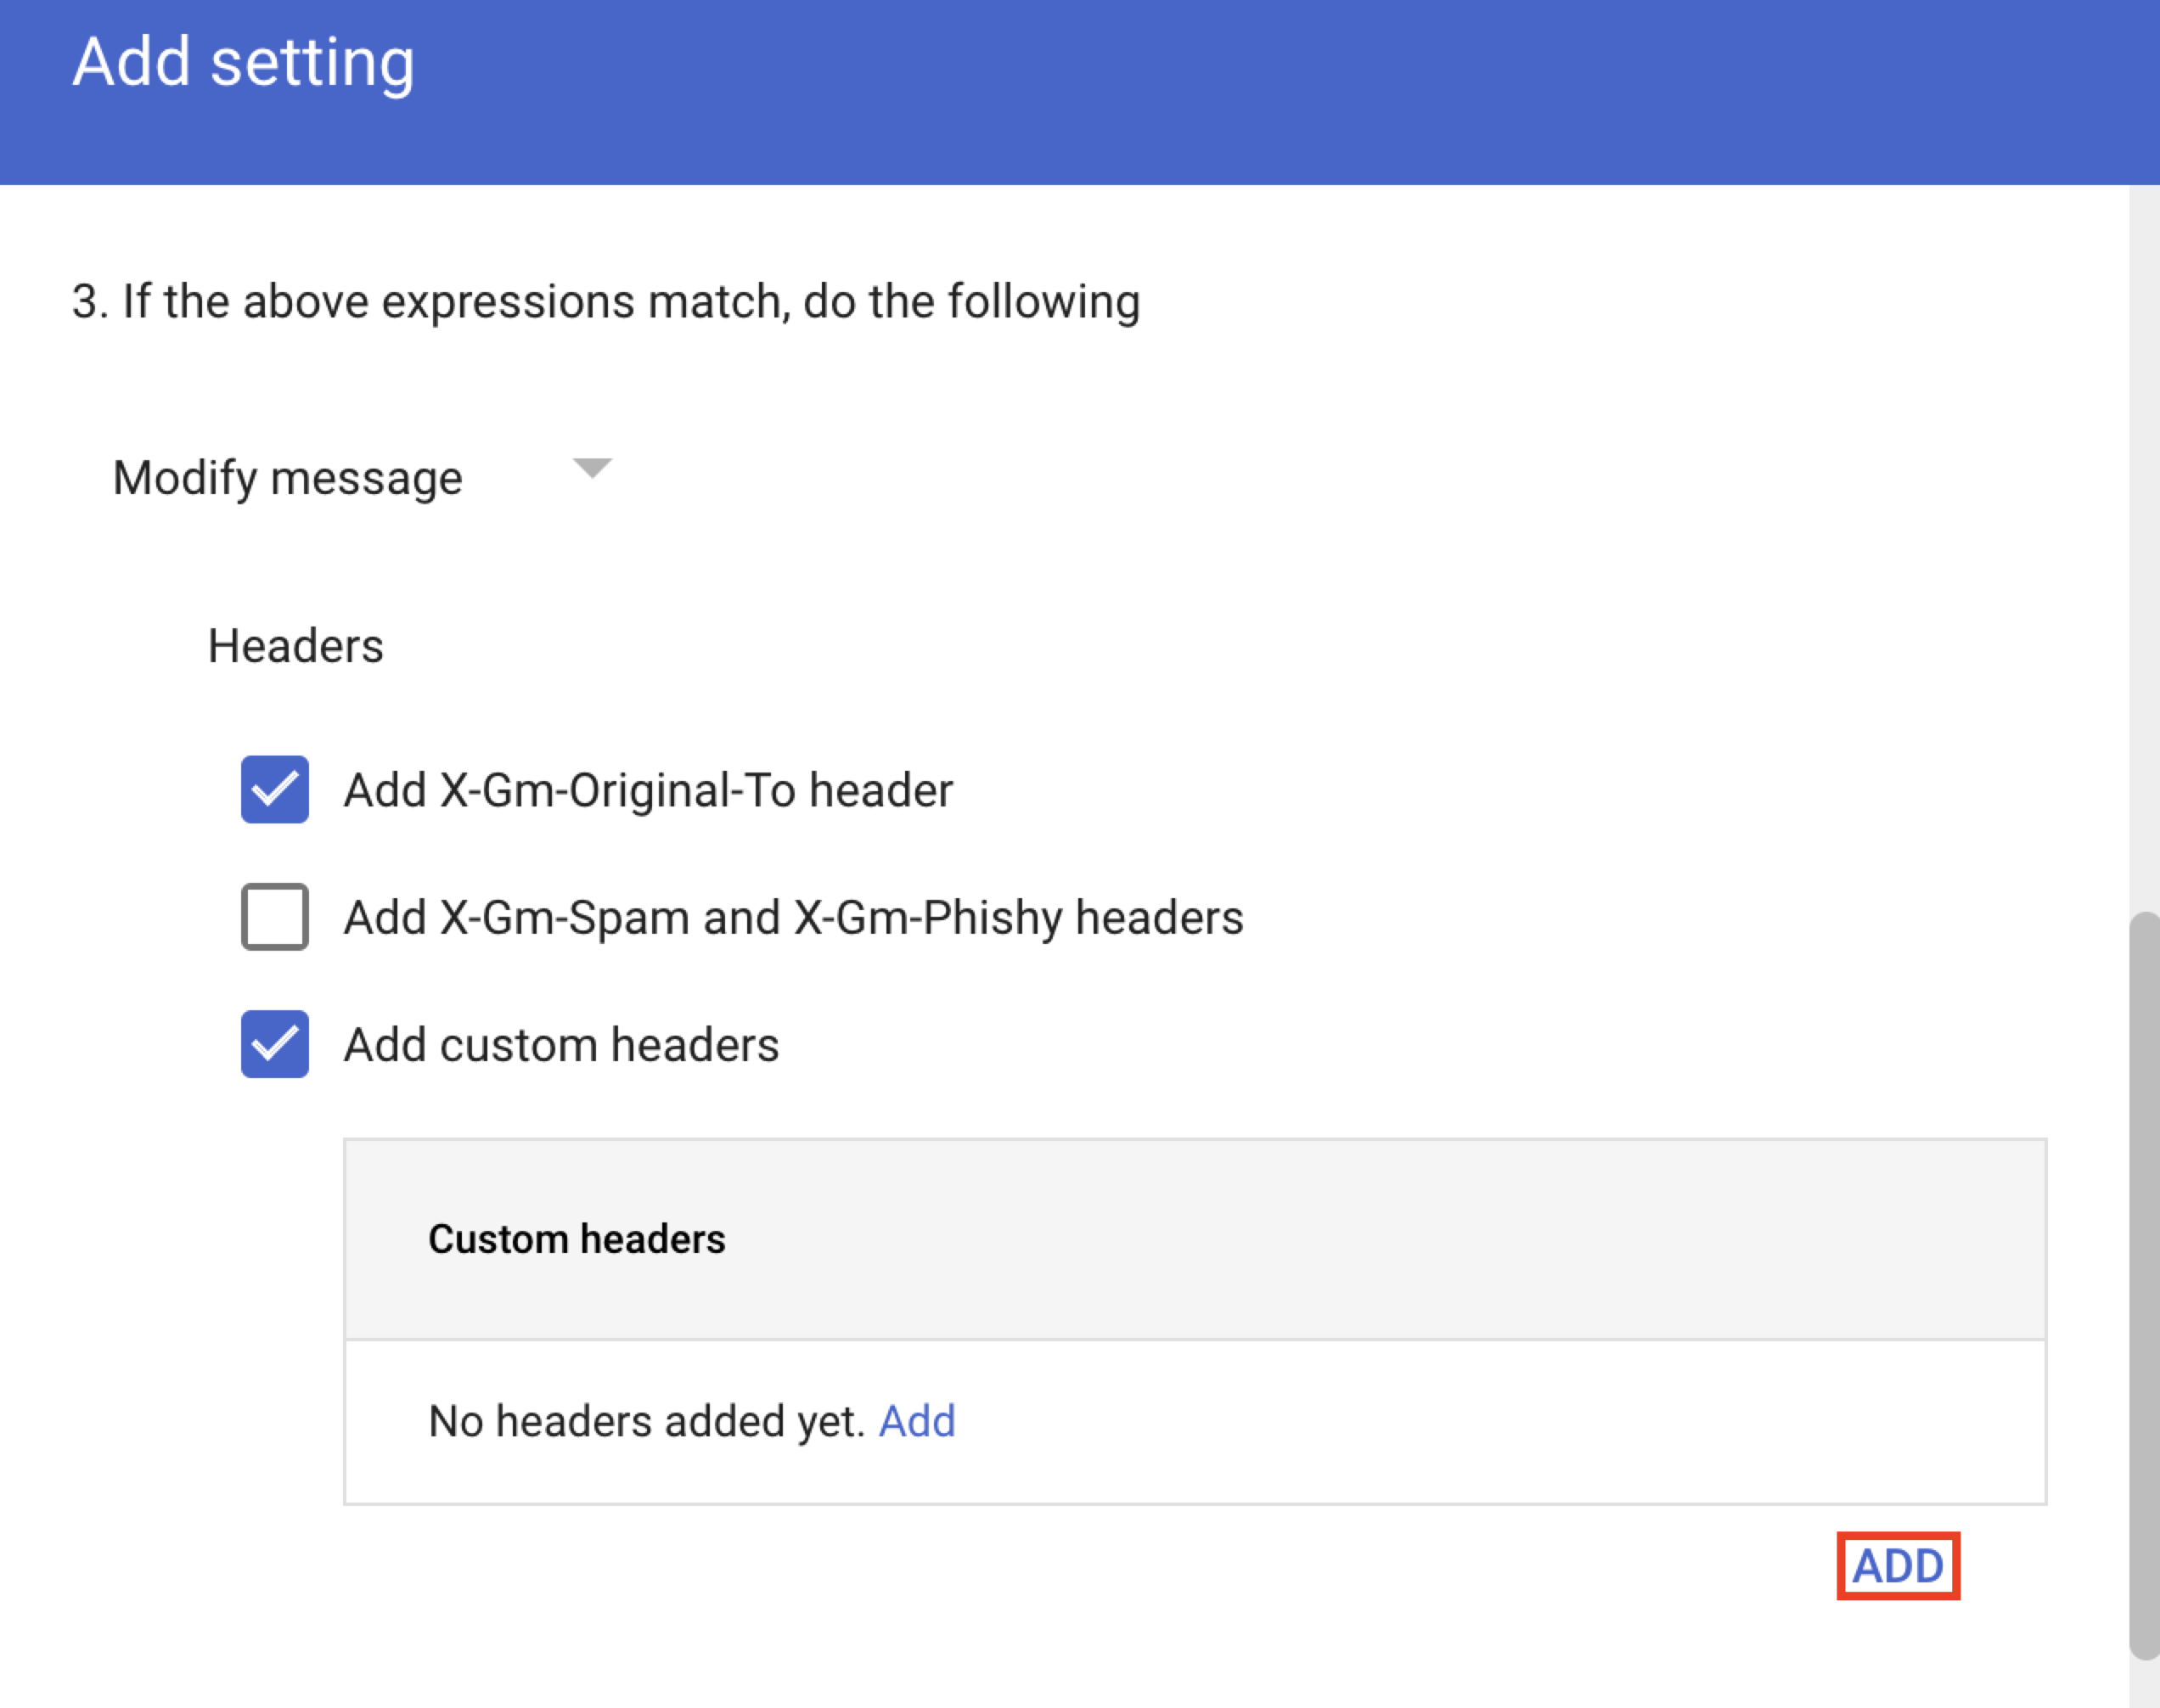 Add setting
3. If the above expressions match, do the following
Modify message
Headers
Add X-Gm-Original-To header
Add X-Gm-Spam and X-Gm-Phishy headers
Add custom headers
Custom headers
No headers added yet. Add
ADD